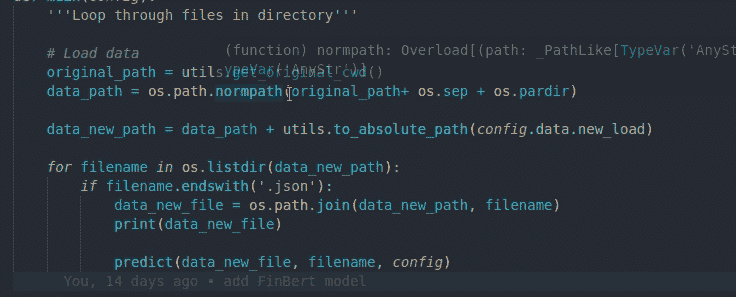 '''Loop through files in directory'''
# Load data
(function) normpath: Overload[(path: _PathLike[TypeVar('AnySt
original_path = utils.get_original_cwd()
ypeVar('AnyStr')]
data_path = os.path.normpath(original_path+ os.sep + os.pardir)
data_new_path = data_path + utils.to_absolute_path(config.data.new_load)
for filename in os.listdir(data_new_path):
if filename.endswith('.json'):
data_new_file = os.path.join(data_new_path, filename)
print(data_new_file)
predict(data_new_file, filename, config)
You, 14 days ago • add FinBert model